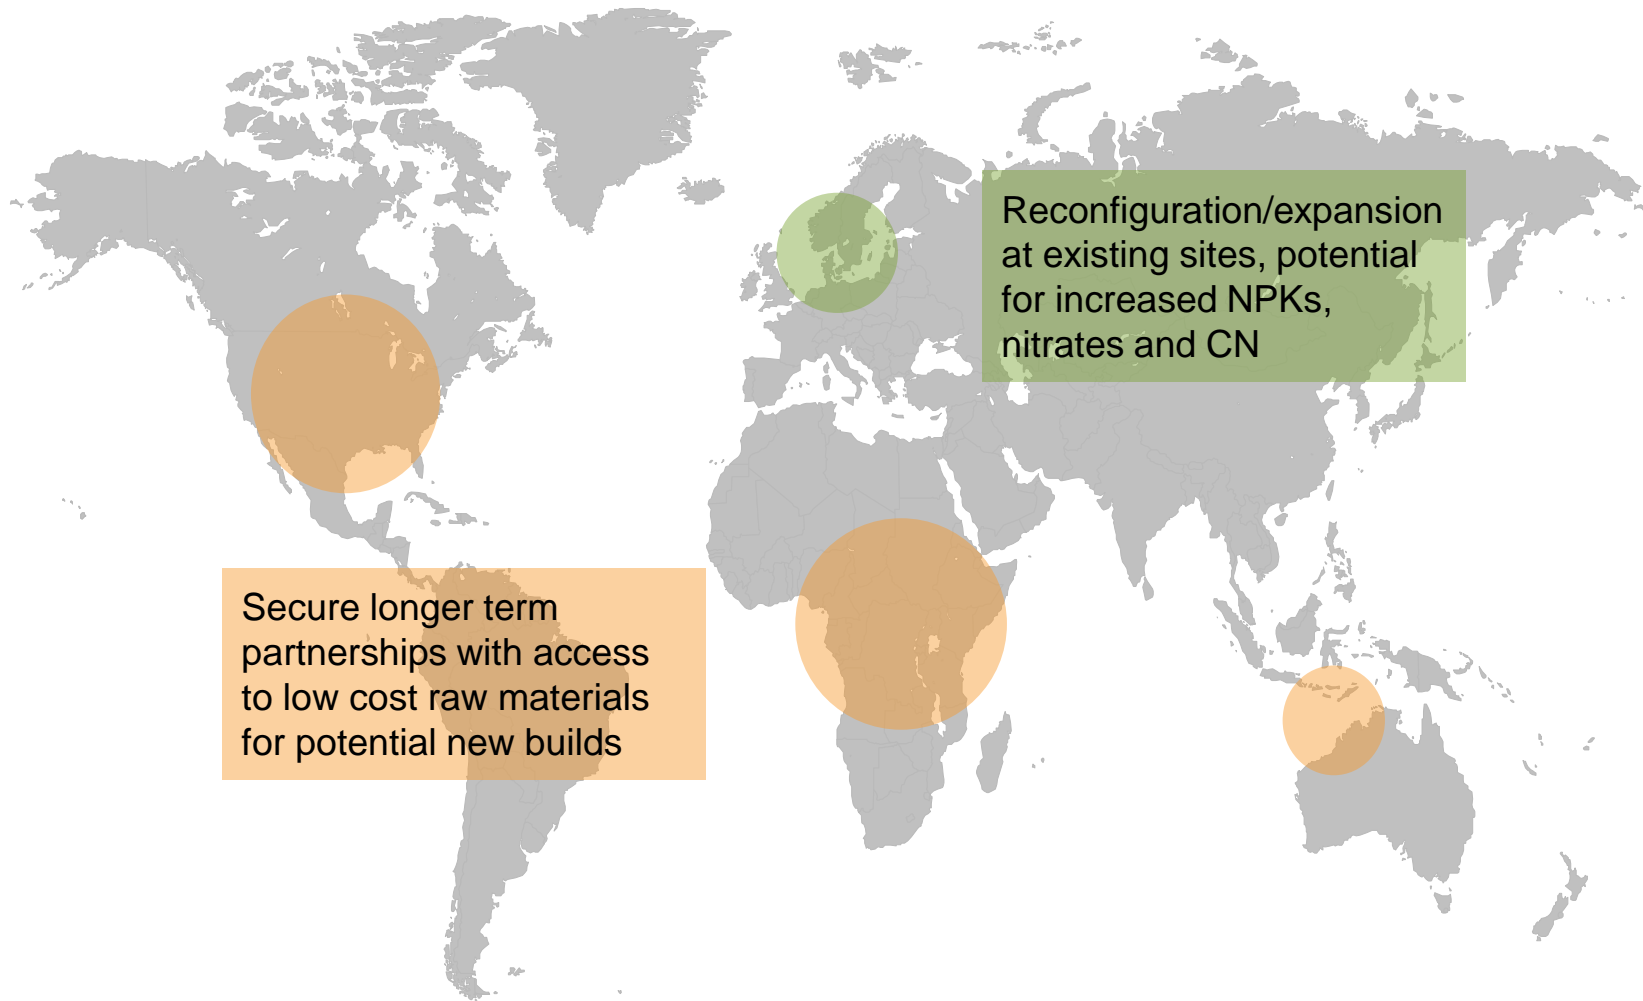 Reconfiguration/expansion
at existing sites, potential
for increased NPKs,
nitrates and CN
Secure longer term
partnerships with access
to low cost raw materials
for potential new builds